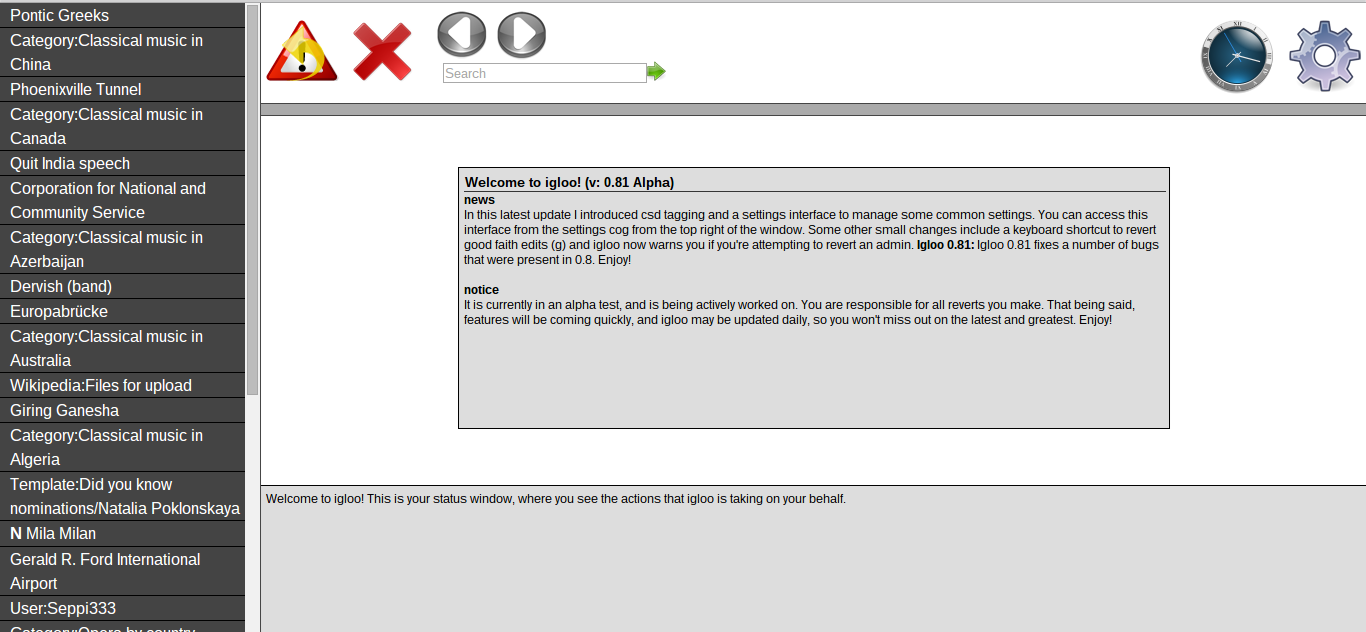 Pontic Greeks
Category:Classical music in
China
Phoenixville Tunnel
Category:Classical music in
Canada
Quit India speech
Corporation for National and
Community Service
Category:Classical music in
Azerbaijan
Dervish (band)
Europabrücke
Category:Classical music in
Australia
Wikipedia:Files for upload
Giring Ganesha
Category:Classical music in
Algeria
Template:Did you know
nominations/Natalia Poklonskaya
N Mila Milan
Gerald R. Ford International
Airport
User:Seppi333
Category:Opera by country
Search
Welcome to igloo! (v: 0.81 Alpha)
news
In this latest update I introduced csd tagging and a settings interface to manage some common settings. You can access this
interface from the settings cog from the top right of the window. Some other small changes include a keyboard shortcut to revert
good faith edits (g) and igloo now warns you if you're attempting to revert an admin. Igloo 0.81: Igloo 0.81 fixes a number of bugs
that were present in 0.8. Enjoy!
notice
It is currently in an alpha test, and is being actively worked on. You are responsible for all reverts you make. That being said,
features will be coming quickly, and igloo may be updated daily, so you won't miss out on the latest and greatest. Enjoy!
Welcome to igloo! This is your status window, where you see the actions that igloo is taking on your behalf.